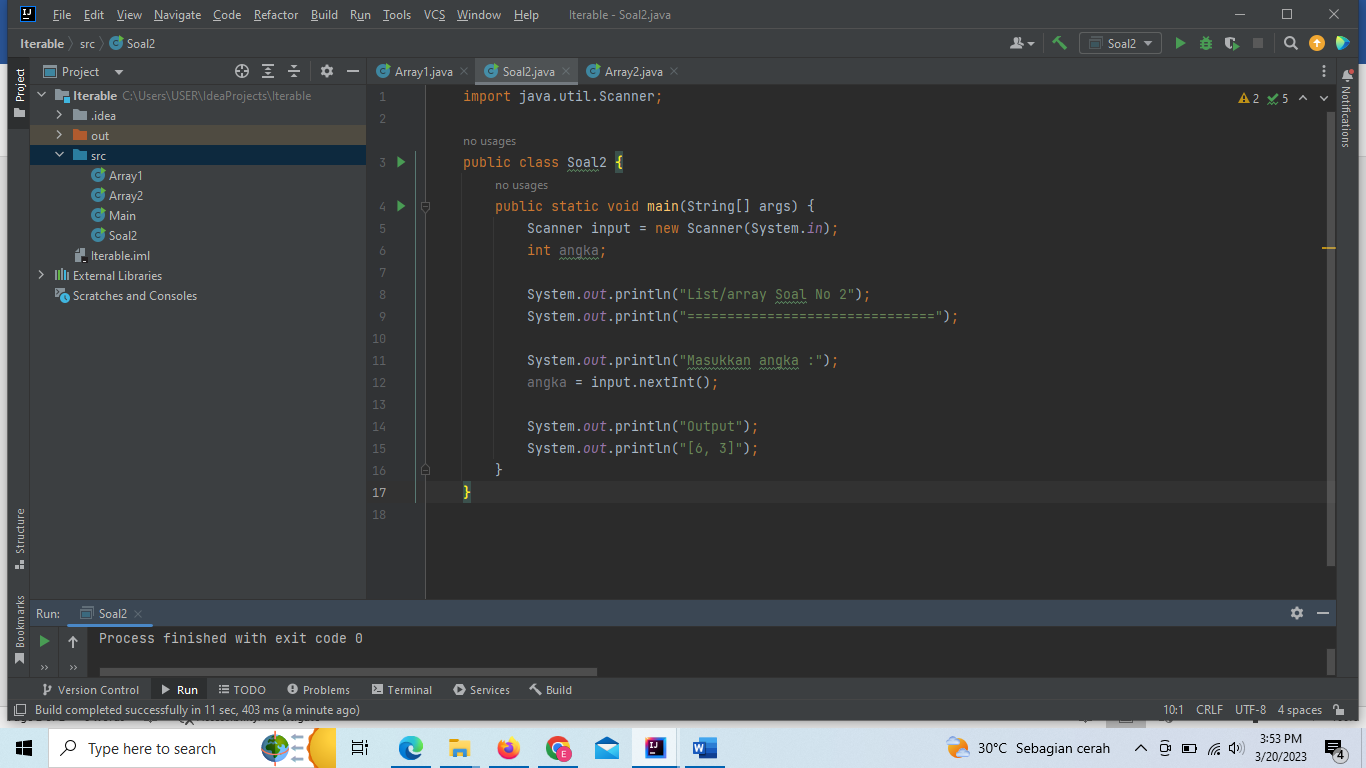 File Edit View Navigate Code Refactor Build Run Tools VCS Window Help Iterable - Soal2.java
Iterable src Soal2
Soal2
Project
Array1.java Soal2.java Array2.java
Project
Iterable C:\Users\USER\IdeaProjects\Iterable
.idea
out
src
Array1
Array2
Main
Soal2
Iterable.iml
External Libraries
Scratches and Consoles
Structure
Bookmarks
Notifications
2 5
1 import java.util.Scanner;
2
no usages
3 public class Soal2 {
no usages
4 public static void main(String[] args) {
5 Scanner input = new Scanner(System.in);
6 int angka;
7
8 System.out.println("List/array Soal No 2");
9 System.out.println("===============================");
10
11 System.out.println("Masukkan angka :");
12 angka = input.nextInt();
13
14 System.out.println("Output");
15 System.out.println("[6, 3]");
16 }
17 }
18
Run: Soal2
Process finished with exit code 0
Version Control Run TODO Problems Terminal Services Build
Build completed successfully in 11 sec, 403 ms (a minute ago) 10:1 CRLF UTF-8 4 spaces
Type here to search
30°C Sebagian cerah
3:53 PM
3/20/2023
4